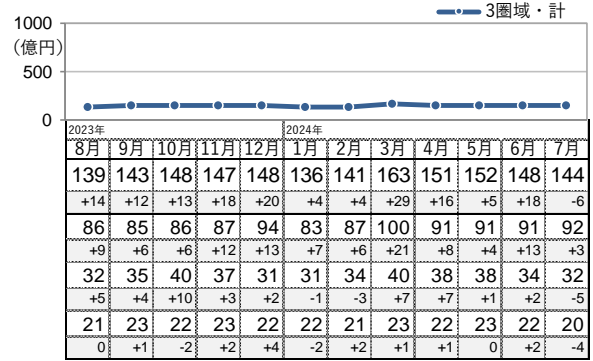 3圏域・計
1000
（億円）
500
0
2023年 2024年
8月 9月 10月 11月 12月 1月 2月 3月 4月 5月 6月 7月
139 143 148 147 148 136 141 163 151 152 148 144
+14 +12 +13 +18 +20 +4 +4 +29 +16 +5 +18 -6
86 85 86 87 94 83 87 100 91 91 91 92
+9 +6 +6 +12 +13 +7 +6 +21 +8 +4 +13 +3
32 35 40 37 31 31 34 40 38 38 34 32
+5 +4 +10 +3 +2 -1 -3 +7 +7 +1 +2 -5
21 23 22 23 22 22 21 23 22 23 22 20
0 +1 -2 +2 +4 -2 +2 +1 +1 0 +2 -4